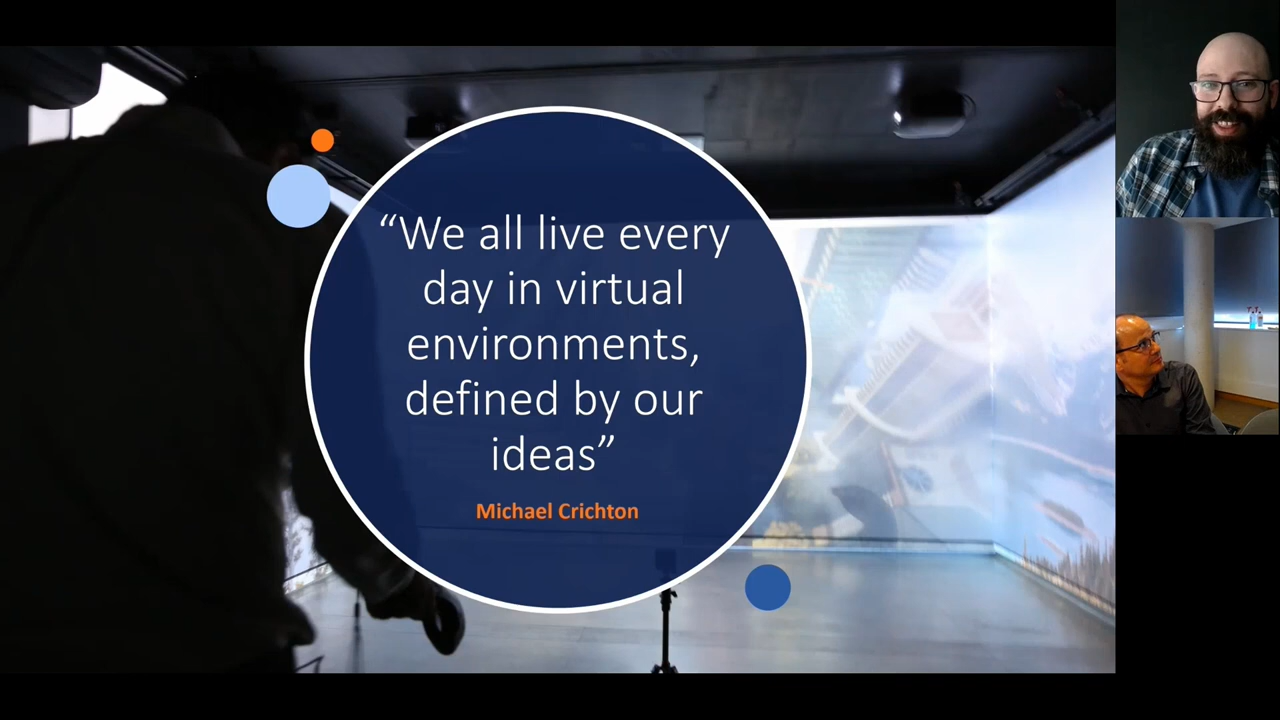 “We all live every
day in virtual
environments,
defined by our
ideas”
Michael Crichton